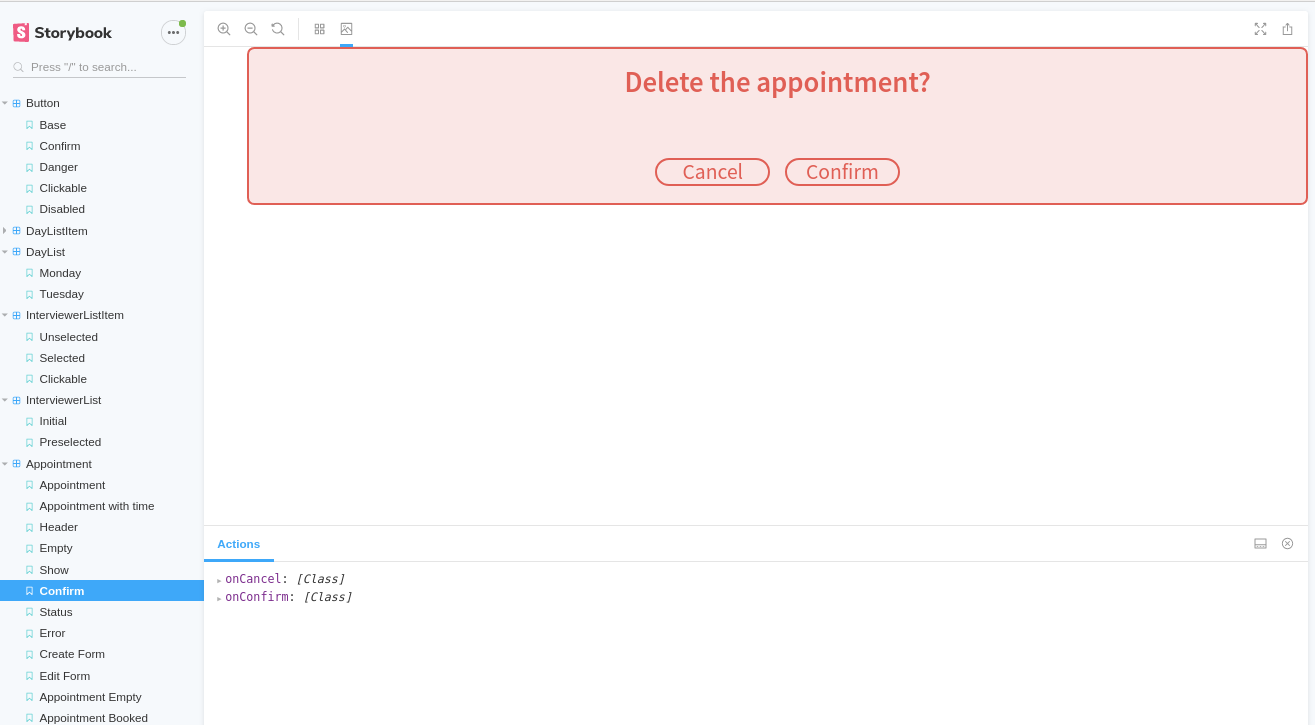 Storybook
Press "/" to search...
Button
Base
Confirm
Danger
Clickable
Disabled
DayListItem
DayList
Monday
Tuesday
InterviewerListItem
Unselected
Selected
Clickable
InterviewerList
Initial
Preselected
Appointment
Appointment
Appointment with time
Header
Empty
Show
Confirm
Status
Error
Create Form
Edit Form
Appointment Empty
Appointment Booked
Delete the appointment?
Cancel Confirm
Actions
onCancel: [Class]
onConfirm: [Class]